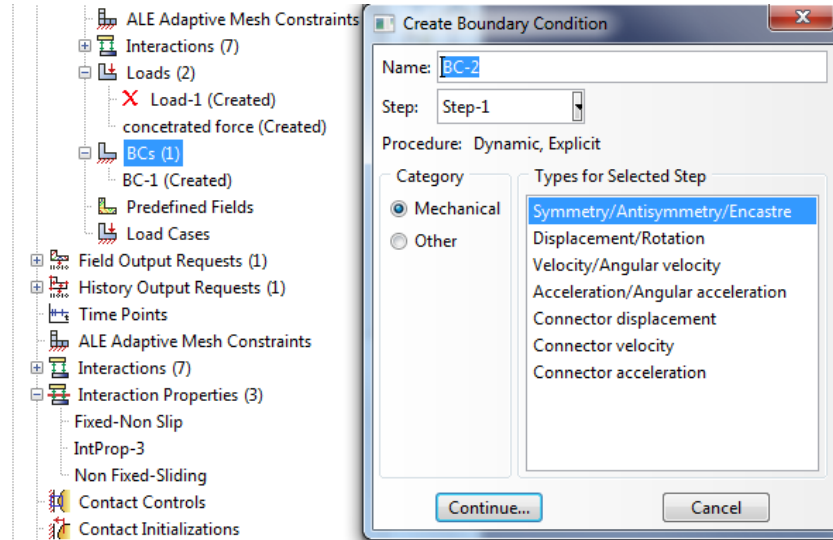 ALE Adaptive Mesh Constraints
Interactions (7)
Loads (2)
X Load-1 (Created)
concetrated force (Created)
BCs (1)
BC-1 (Created)
Predefined Fields
Load Cases
Field Output Requests (1)
History Output Requests (1)
Time Points
ALE Adaptive Mesh Constraints
Interactions (7)
Interaction Properties (3)
Fixed-Non Slip
IntProp-3
Non Fixed-Sliding
Contact Controls
Contact Initializations
Create Boundary Condition
Name: BC-2
Step: Step-1
Procedure: Dynamic, Explicit
Category
Mechanical
Other
Types for Selected Step
Symmetry/Antisymmetry/Encastre
Displacement/Rotation
Velocity/Angular velocity
Acceleration/Angular acceleration
Connector displacement
Connector velocity
Connector acceleration
Continue... Cancel